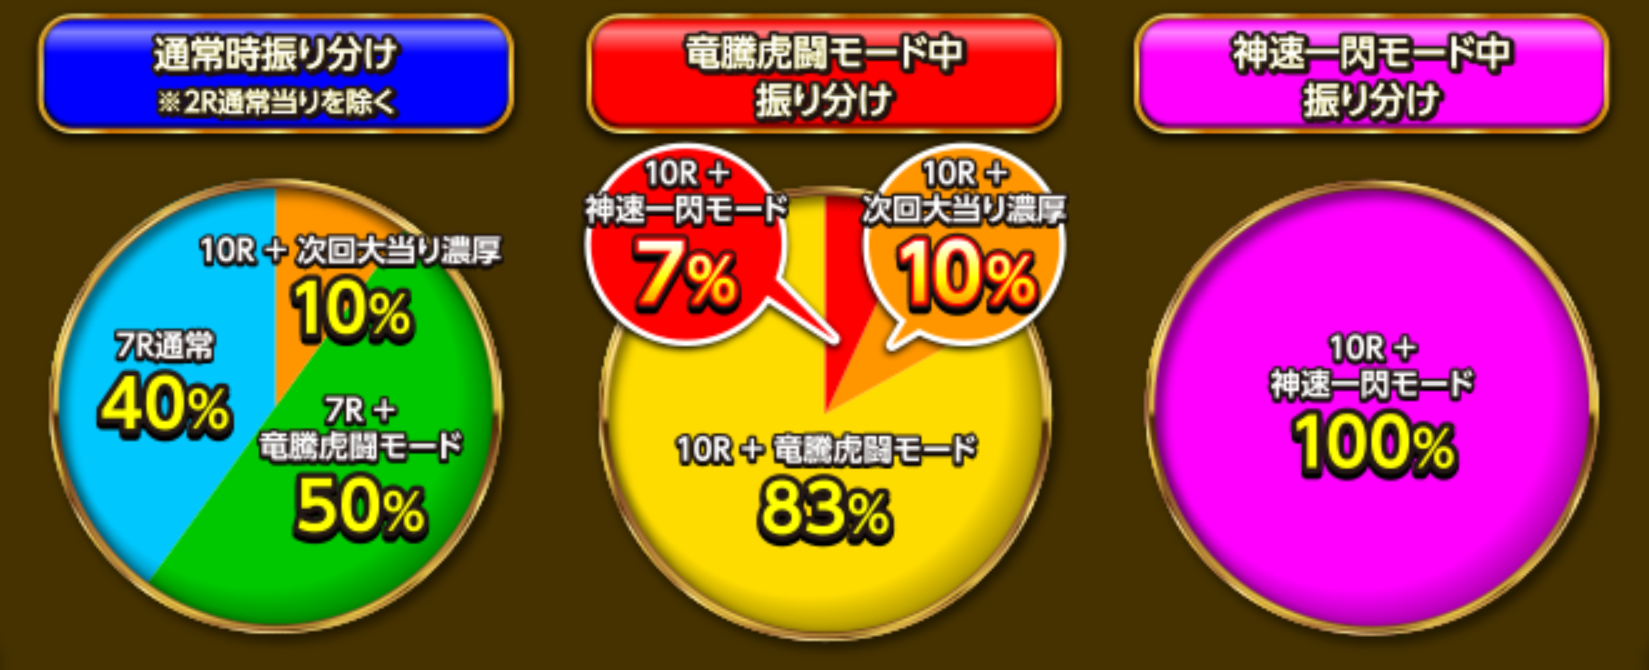 通常時振り分け
※2R通常当りを除く
10R + 次回大当り濃厚
10%
7R通常
40%
7R +
竜騰虎闘モード
50%
竜騰虎闘モード中
振り分け
10R +
神速一閃モード
7%
10R +
次回大当り濃厚
10%
10R + 竜騰虎闘モード
83%
神速一閃モード中
振り分け
10R +
神速一閃モード
100%